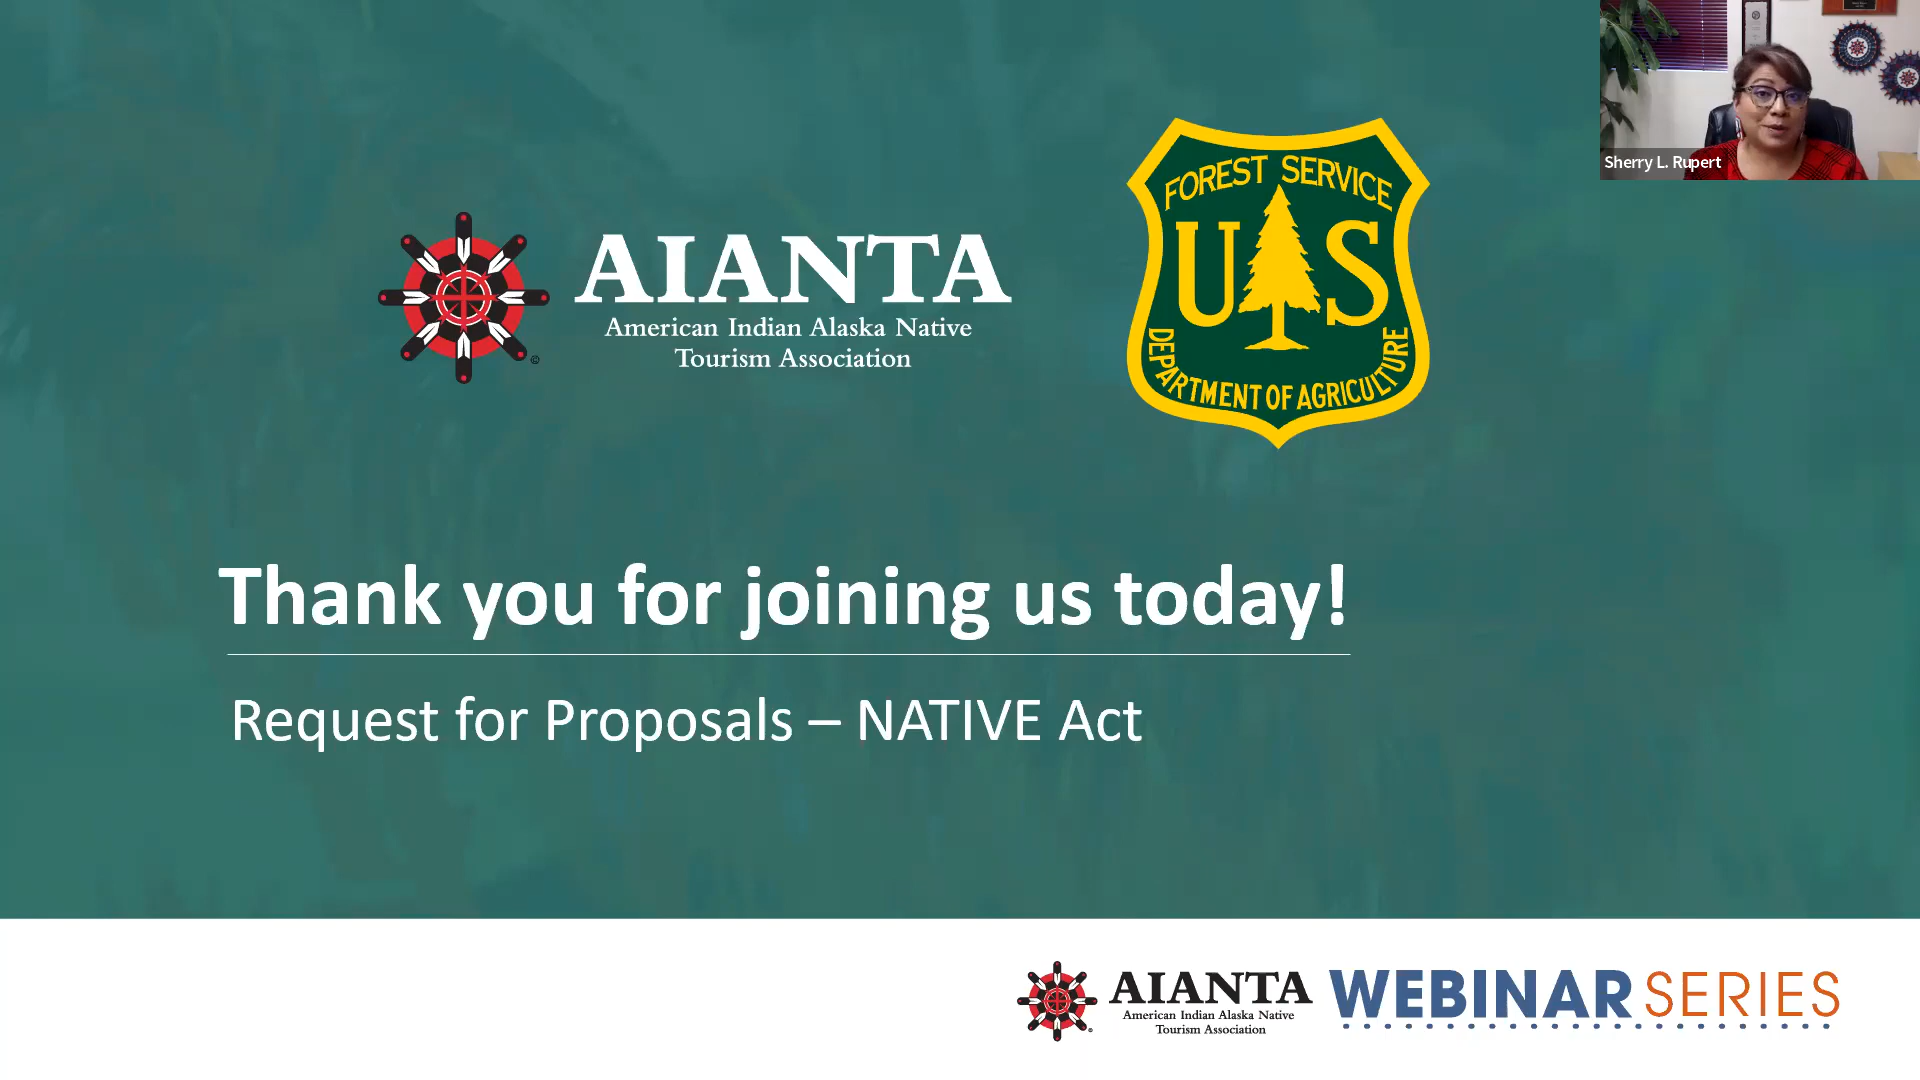 Sherry L. Rupert
AIANTA
American Indian Alaska Native
Tourism Association
©
FOREST SERVICE
US
DEPARTMENT OF AGRICULTURE
Thank you for joining us today!
Request for Proposals – NATIVE Act
AIANTA
American Indian Alaska Native
Tourism Association
WEBINAR SERIES